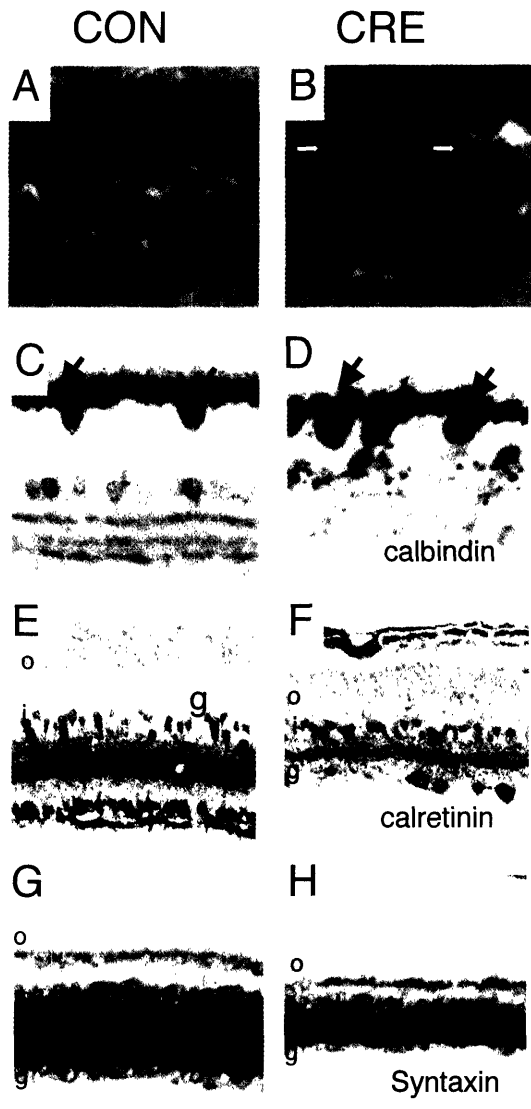 CON CRE
A B
C D
calbindin
E F
o o
i g i
g
calretinin
G H
o o
g g
Syntaxin